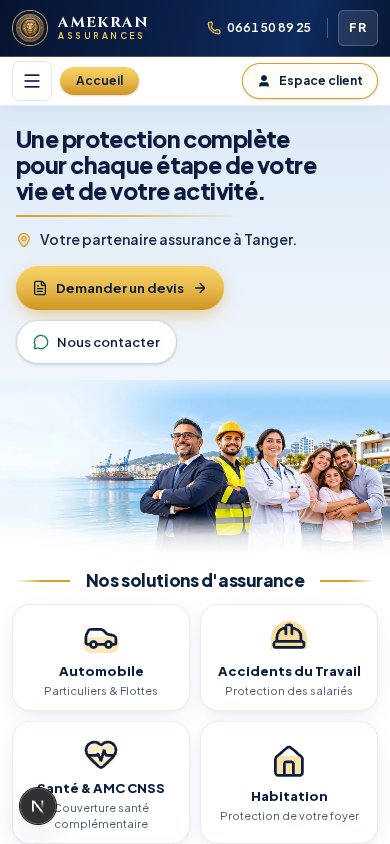 AMEKRAN
ASSURANCES
0661 50 89 25
FR
Accueil
Espace client
Une protection complète
pour chaque étape de votre
vie et de votre activité.
Votre partenaire assurance à Tanger.
Demander un devis
Nous contacter
Nos solutions d'assurance
Automobile
Particuliers & Flottes
Accidents du Travail
Protection des salariés
Santé & AMC CNSS
Couverture santé
complémentaire
N
Habitation
Protection de votre foyer